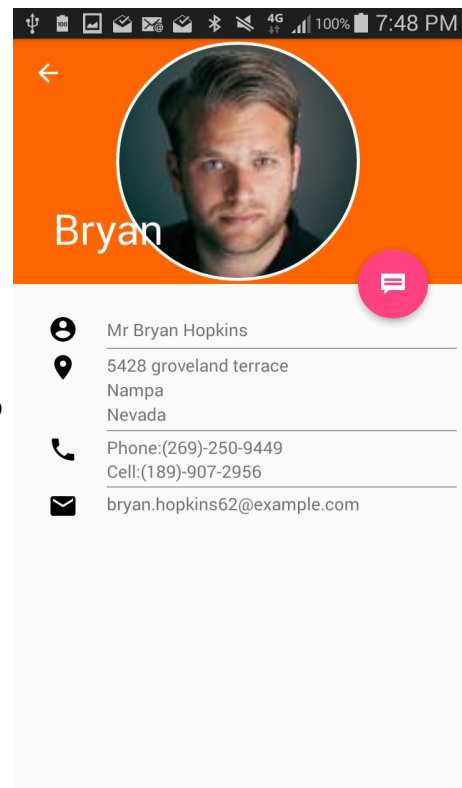 4G 100% 7:48 PM
Bryan
Mr Bryan Hopkins
5428 groveland terrace
Nampa
Nevada
Phone:(269)-250-9449
Cell:(189)-907-2956
bryan.hopkins62@example.com